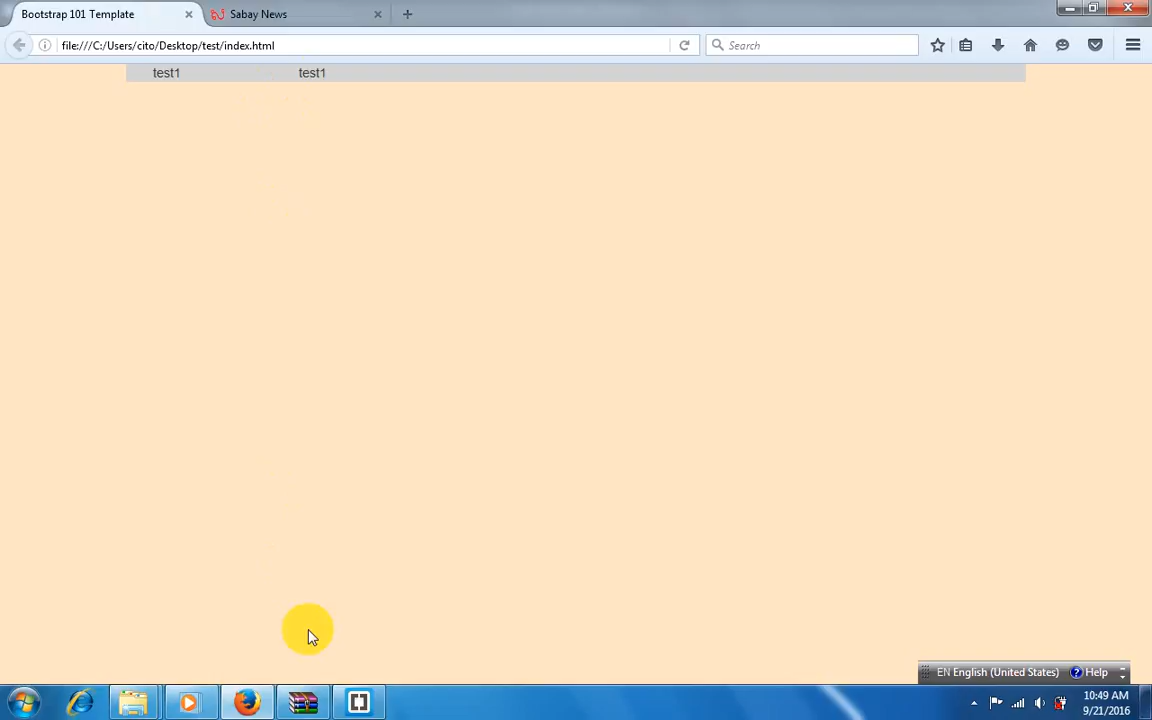 Bootstrap 101 Template
Sabay News
file:///C:/Users/cito/Desktop/test/index.html
Search
test1 test1
EN English (United States) Help
10:49 AM
9/21/2016